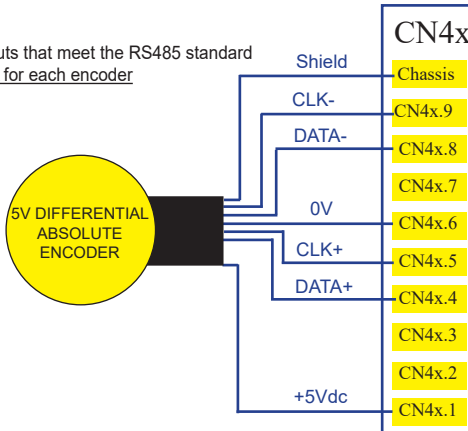 CN4x
uts that meet the RS485 standard
for each encoder
Shield
Chassis
CLK-
CN4x.9
DATA-
CN4x.8
CN4x.7
5V DIFFERENTIAL
ABSOLUTE
ENCODER
0V
CN4x.6
CLK+
CN4x.5
DATA+
CN4x.4
CN4x.3
CN4x.2
+5Vdc
CN4x.1